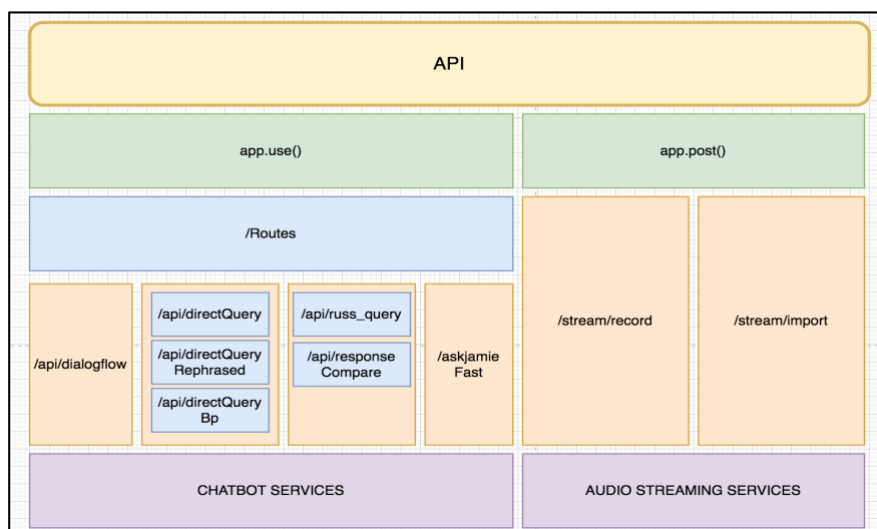 API
app.use()
app.post()
/Routes
/api/dialogflow
/api/directQuery
/api/directQuery
Rephrased
/api/directQuery
Bp
/api/russ_query
/api/response
Compare
/askjamie
Fast
/stream/record
/stream/import
CHATBOT SERVICES
AUDIO STREAMING SERVICES